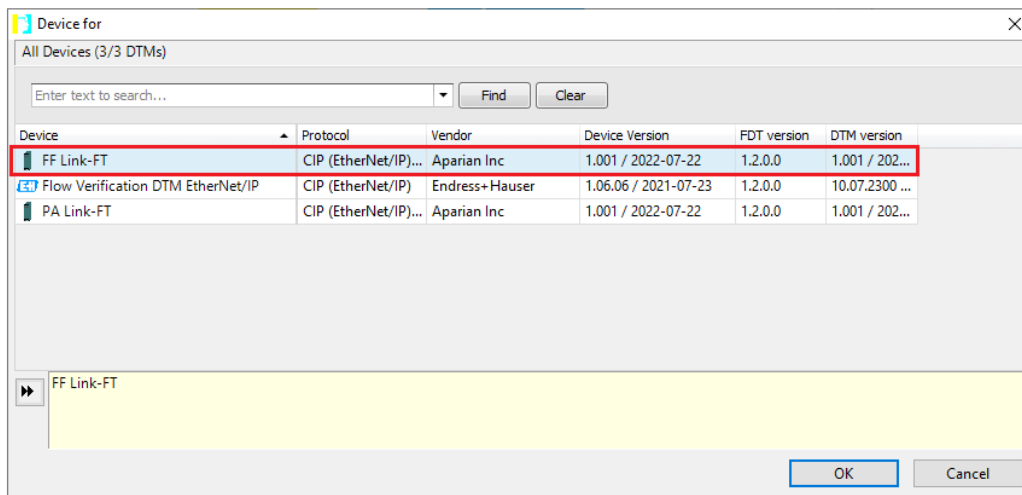 Device for
All Devices (3/3 DTMs)
Enter text to search... Find Clear
Device Protocol Vendor Device Version FDT version DTM version
FF Link-FT CIP (EtherNet/IP)... Aparian Inc 1.001 / 2022-07-22 1.2.0.0 1.001 / 202...
Flow Verification DTM EtherNet/IP CIP (EtherNet/IP) Endress+Hauser 1.06.06 / 2021-07-23 1.2.0.0 10.07.2300 ...
PA Link-FT CIP (EtherNet/IP)... Aparian Inc 1.001 / 2022-07-22 1.2.0.0 1.001 / 202...
FF Link-FT
OK Cancel